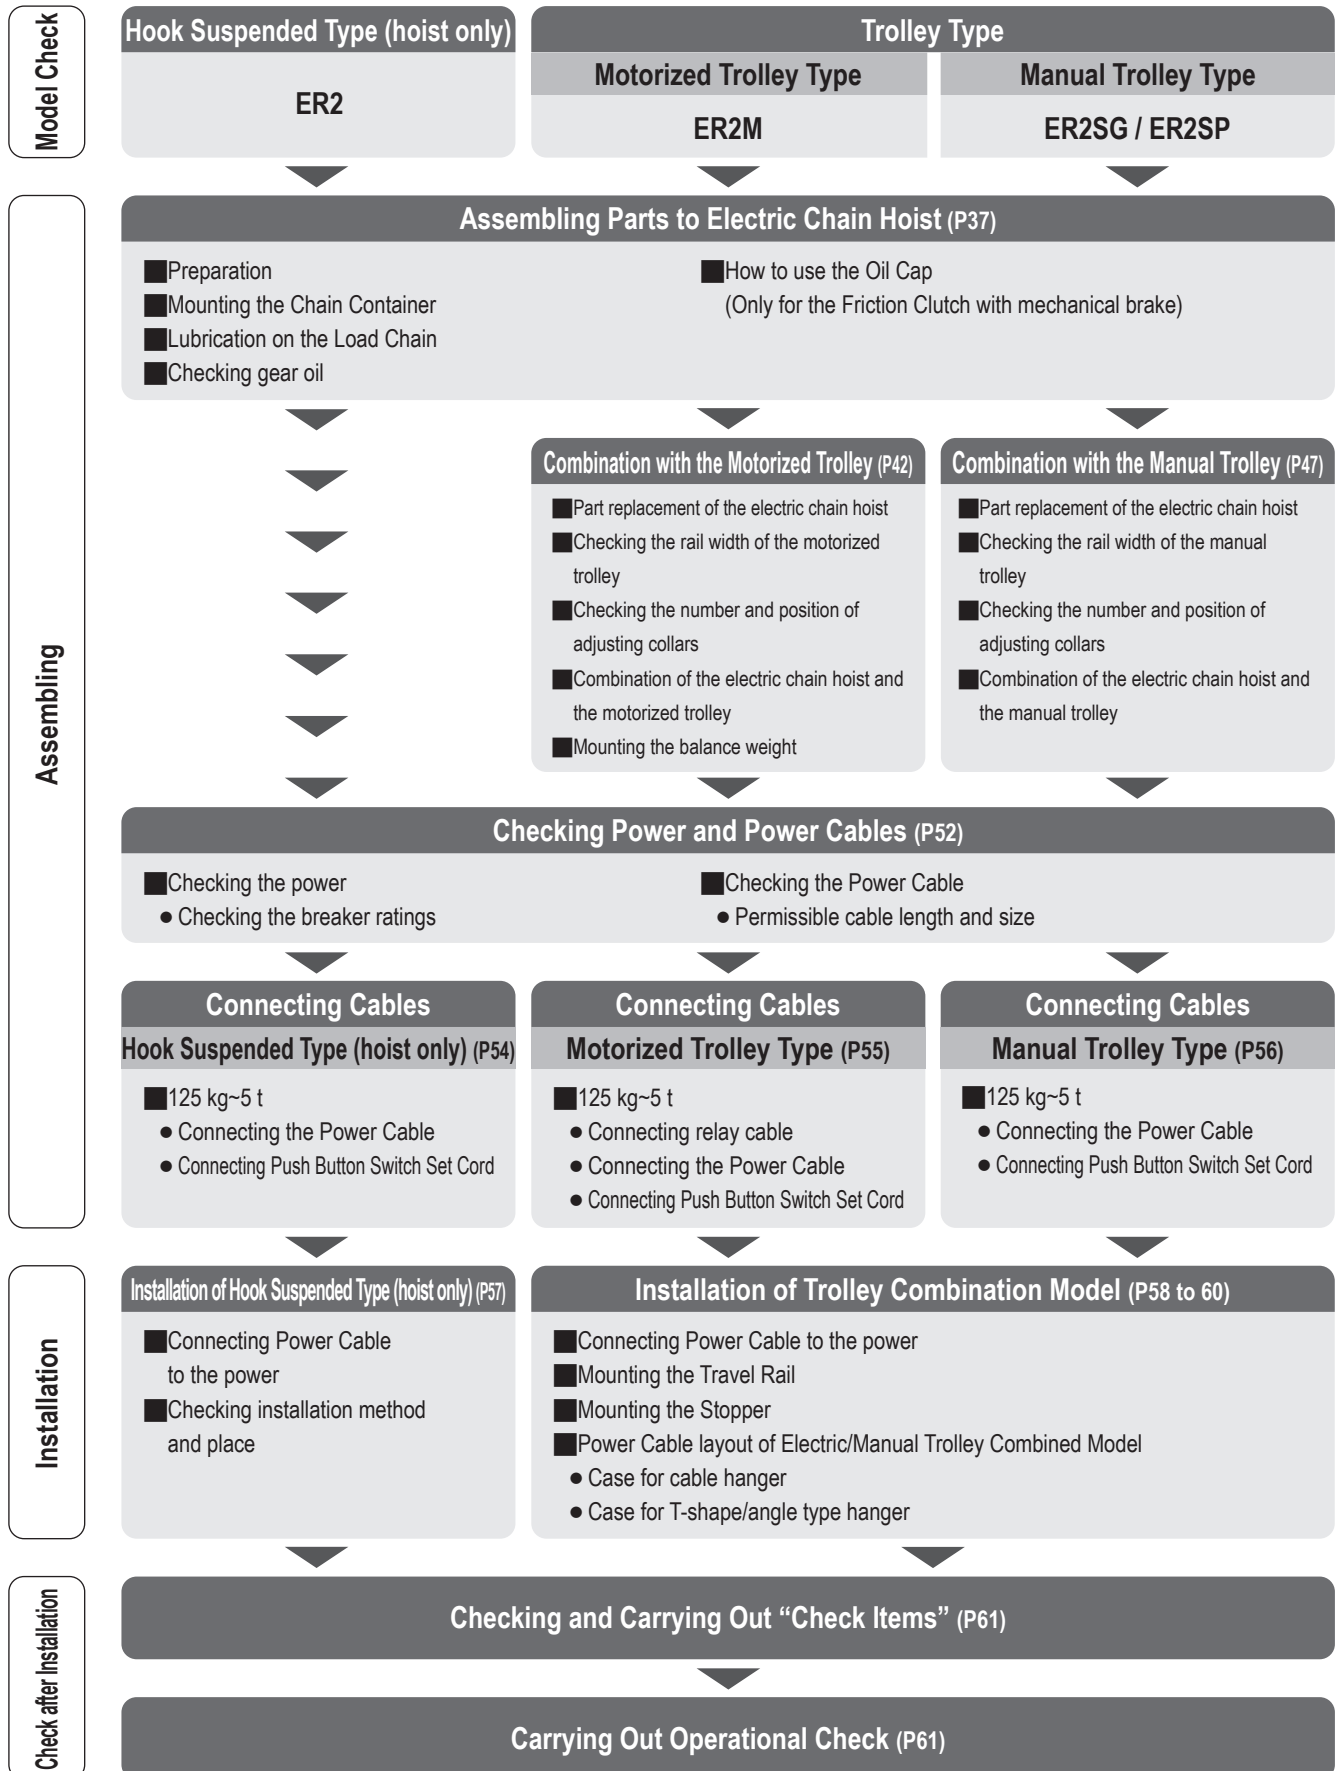 Model Check
Hook Suspended Type (hoist only)
ER2
Trolley Type
Motorized Trolley Type
ER2M
Manual Trolley Type
ER2SG / ER2SP
Assembling
Assembling Parts to Electric Chain Hoist (P37)
■Preparation
■Mounting the Chain Container
■Lubrication on the Load Chain
■Checking gear oil
■How to use the Oil Cap
(Only for the Friction Clutch with mechanical brake)
Combination with the Motorized Trolley (P42)
■Part replacement of the electric chain hoist
■Checking the rail width of the motorized
trolley
■Checking the number and position of
adjusting collars
■Combination of the electric chain hoist and
the motorized trolley
■Mounting the balance weight
Combination with the Manual Trolley (P47)
■Part replacement of the electric chain hoist
■Checking the rail width of the manual
trolley
■Checking the number and position of
adjusting collars
■Combination of the electric chain hoist and
the manual trolley
Checking Power and Power Cables (P52)
■Checking the power
● Checking the breaker ratings
■Checking the Power Cable
● Permissible cable length and size
Connecting Cables
Hook Suspended Type (hoist only) (P54)
■125 kg~5 t
● Connecting the Power Cable
● Connecting Push Button Switch Set Cord
Connecting Cables
Motorized Trolley Type (P55)
■125 kg~5 t
● Connecting relay cable
● Connecting the Power Cable
● Connecting Push Button Switch Set Cord
Connecting Cables
Manual Trolley Type (P56)
■125 kg~5 t
● Connecting the Power Cable
● Connecting Push Button Switch Set Cord
Installation
Installation of Hook Suspended Type (hoist only) (P57)
■Connecting Power Cable
to the power
■Checking installation method
and place
Installation of Trolley Combination Model (P58 to 60)
■Connecting Power Cable to the power
■Mounting the Travel Rail
■Mounting the Stopper
■Power Cable layout of Electric/Manual Trolley Combined Model
● Case for cable hanger
● Case for T-shape/angle type hanger
Check after Installation
Checking and Carrying Out “Check Items” (P61)
Carrying Out Operational Check (P61)